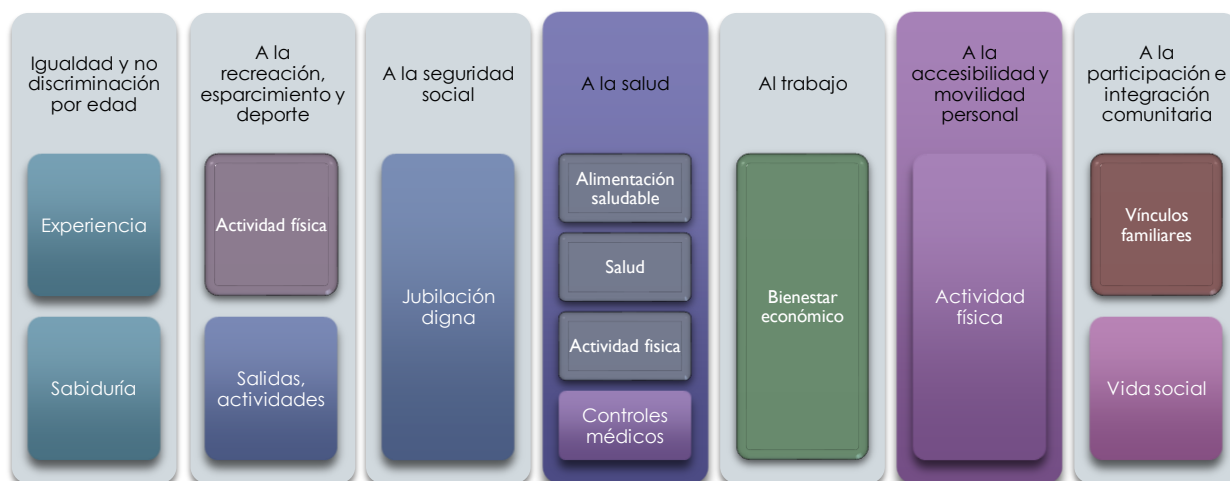 Igualdad y no
discriminación
por edad
Experiencia
Sabiduría
A la
recreación,
esparcimiento y
deporte
Actividad física
Salidas,
actividades
A la seguridad
social
Jubilación
digna
A la salud
Alimentación
saludable
Salud
Actividad fisica
Controles
médicos
Al trabajo
Bienestar
económico
A la
accesibilidad y
movilidad
personal
Actividad
física
A la
participación e
integración
comunitaria
Vínculos
familiares
Vida social